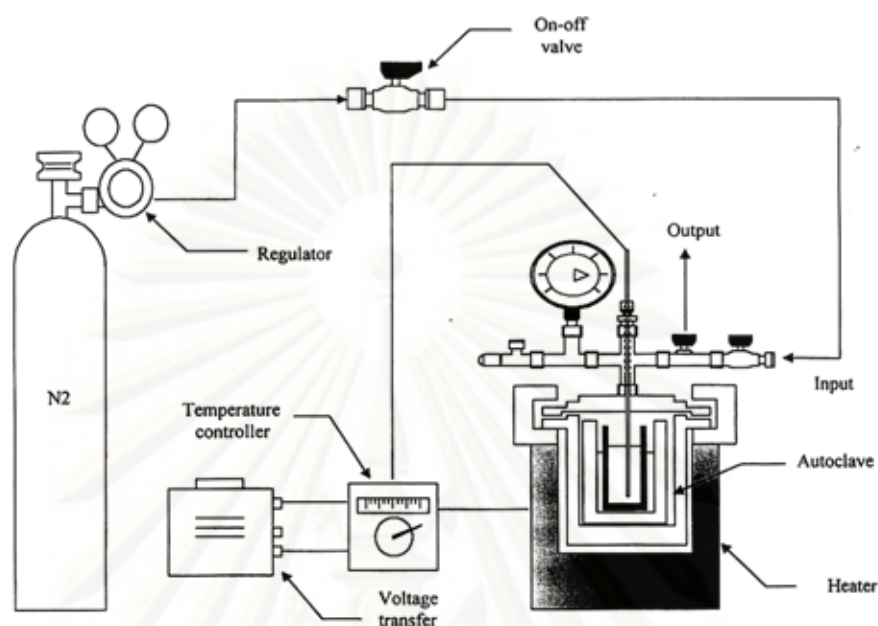 On-off
valve
Regulator
Output
N2
Input
Temperature
controller
Autoclave
Heater
Voltage
transfer